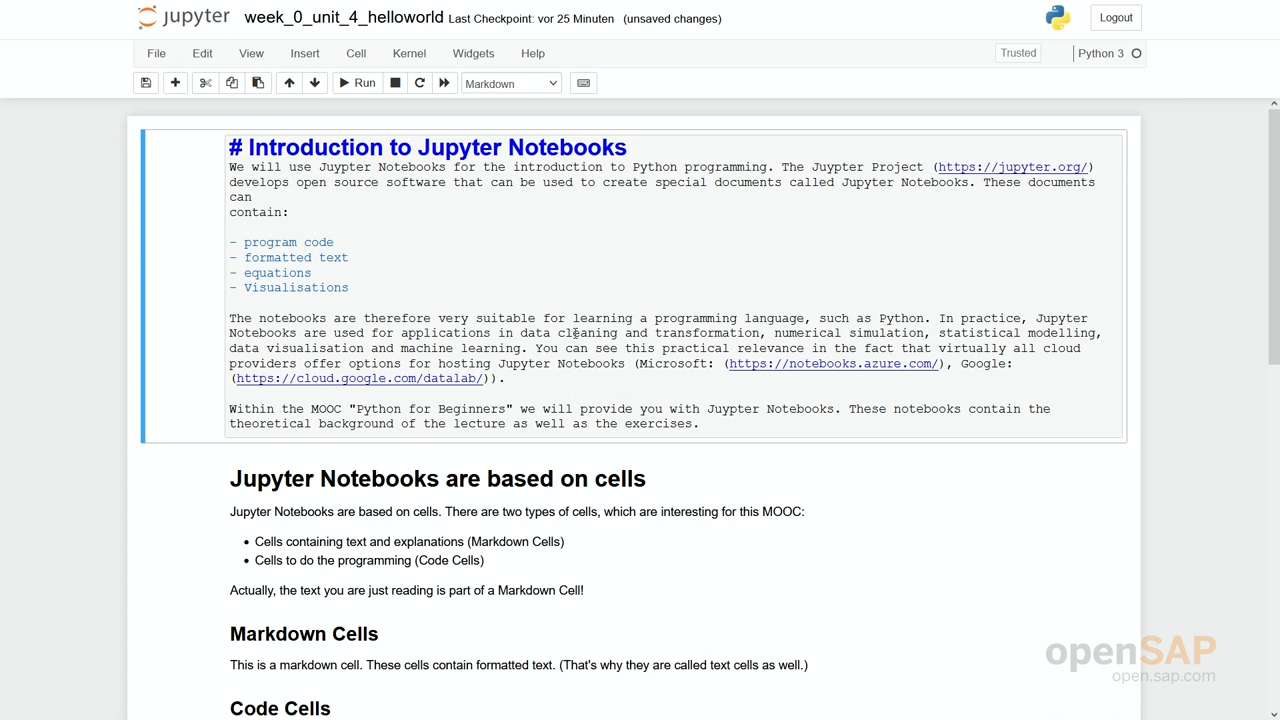 jupyter week_0_unit_4_helloworld Last Checkpoint: vor 25 Minuten (unsaved changes) Logout
File Edit View Insert Cell Kernel Widgets Help Trusted Python 3
Run Markdown
# Introduction to Jupyter Notebooks
We will use Juypter Notebooks for the introduction to Python programming. The Juypter Project (https://jupyter.org/)
develops open source software that can be used to create special documents called Jupyter Notebooks. These documents
can
contain:
- program code
- formatted text
- equations
- Visualisations
The notebooks are therefore very suitable for learning a programming language, such as Python. In practice, Jupyter
Notebooks are used for applications in data cleaning and transformation, numerical simulation, statistical modelling,
data visualisation and machine learning. You can see this practical relevance in the fact that virtually all cloud
providers offer options for hosting Jupyter Notebooks (Microsoft: (https://notebooks.azure.com/), Google:
(https://cloud.google.com/datalab/)).
Within the MOOC "Python for Beginners" we will provide you with Juypter Notebooks. These notebooks contain the
theoretical background of the lecture as well as the exercises.
Jupyter Notebooks are based on cells
Jupyter Notebooks are based on cells. There are two types of cells, which are interesting for this MOOC:
• Cells containing text and explanations (Markdown Cells)
• Cells to do the programming (Code Cells)
Actually, the text you are just reading is part of a Markdown Cell!
Markdown Cells
This is a markdown cell. These cells contain formatted text. (That's why they are called text cells as well.)
Code Cells
openSAP
open.sap.com